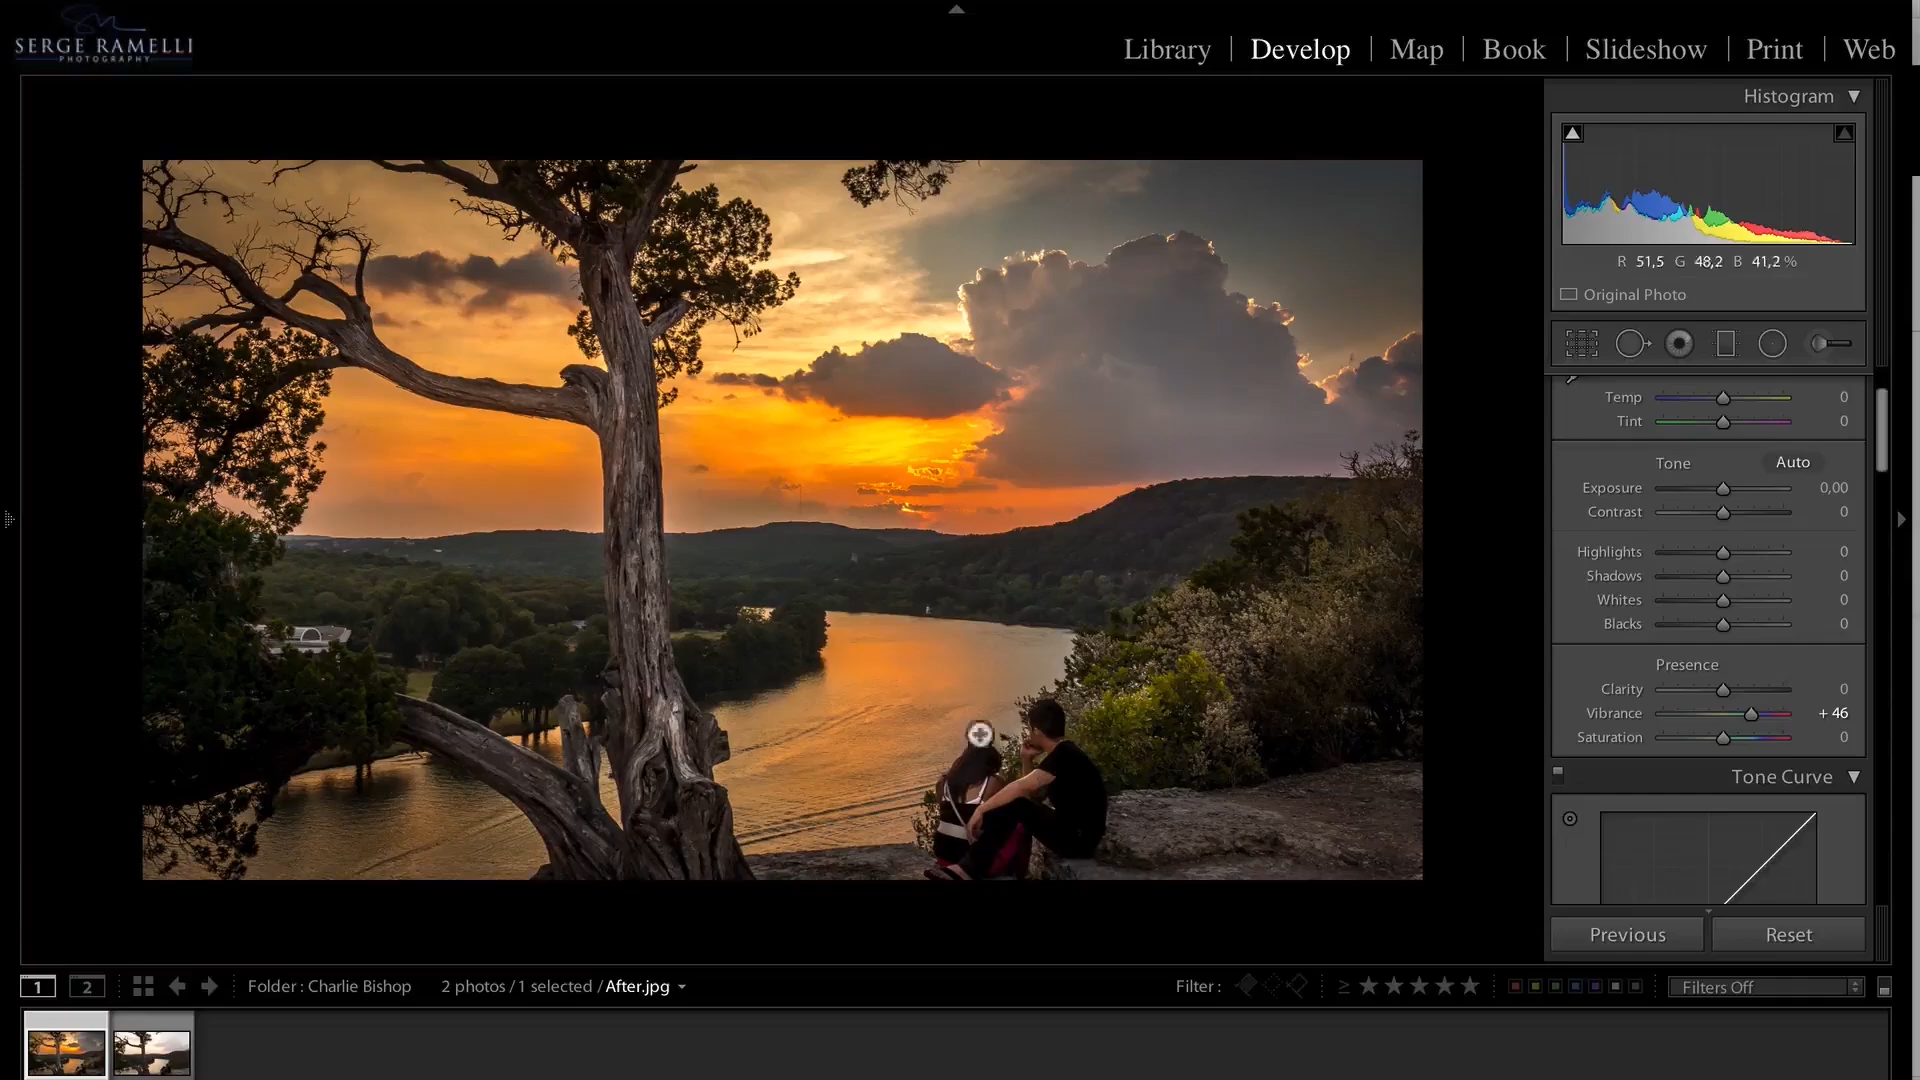 SERGE RAMELLI
PHOTOGRAPHY
Library | Develop | Map | Book | Slideshow | Print | Web
Histogram
R 51,5 G 48,2 B 41,2 %
Original Photo
Temp 0
Tint 0
Tone Auto
Exposure 0,00
Contrast 0
Highlights 0
Shadows 0
Whites 0
Blacks 0
Presence
Clarity 0
Vibrance + 46
Saturation 0
Tone Curve
Previous Reset
1 2 Folder : Charlie Bishop 2 photos / 1 selected / After.jpg Filter : ≥ Filters Off